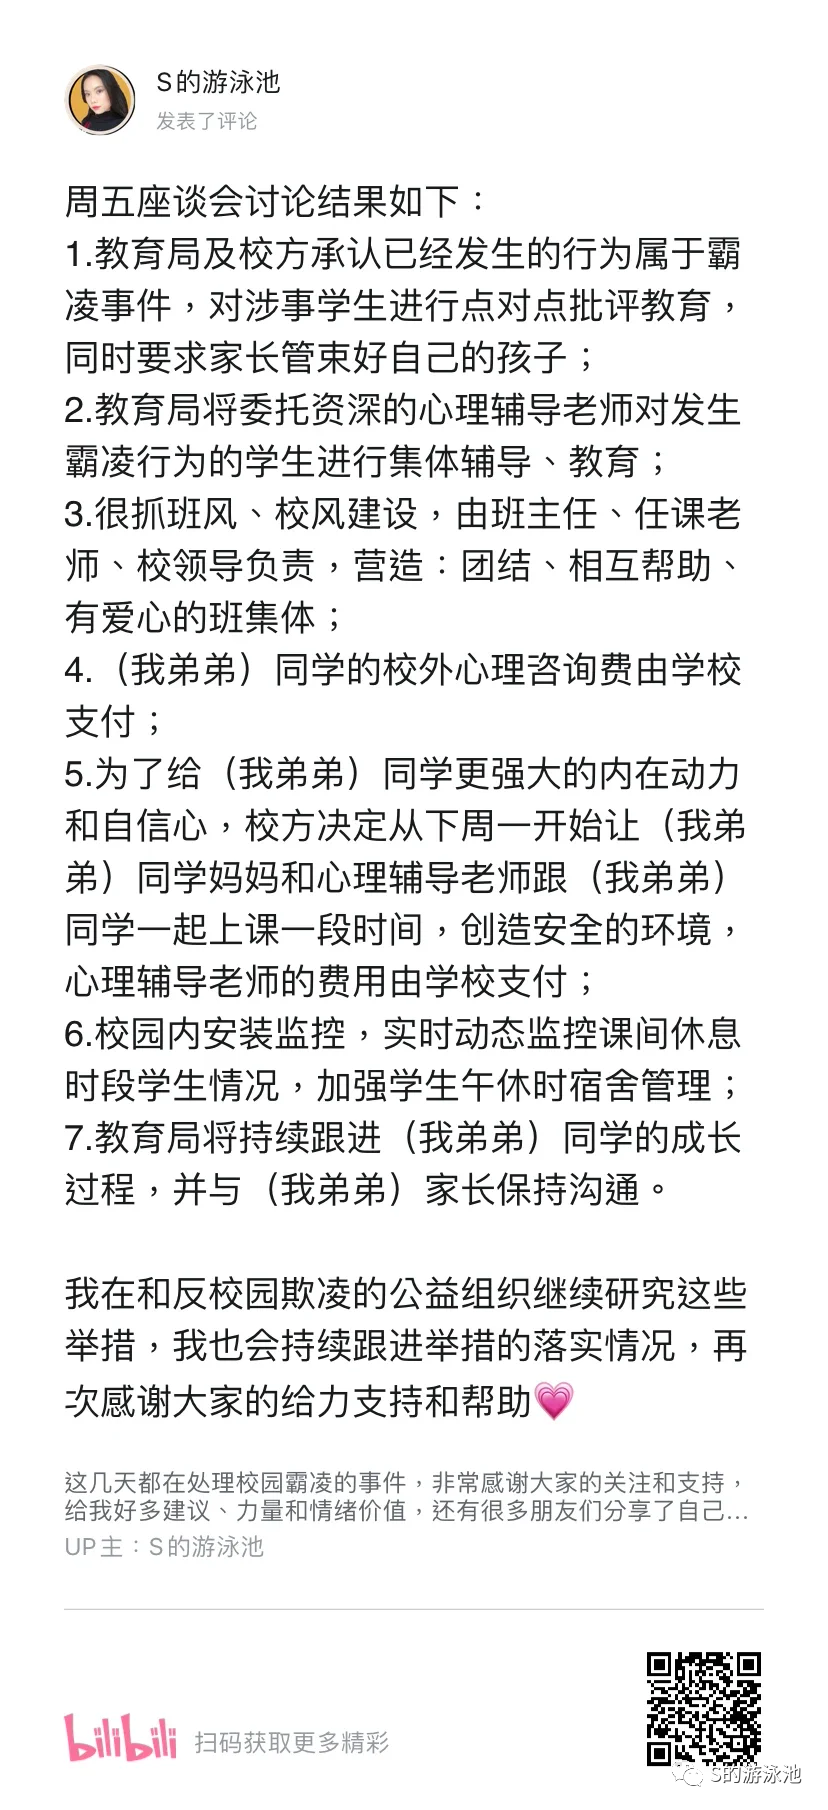 S的游泳池
发表了评论
周五座谈会讨论结果如下：
1.教育局及校方承认已经发生的行为属于霸
凌事件，对涉事学生进行点对点批评教育，
同时要求家长管束好自己的孩子；
2.教育局将委托资深的心理辅导老师对发生
霸凌行为的学生进行集体辅导、教育；
3.很抓班风、校风建设，由班主任、任课老
师、校领导负责，营造：团结、相互帮助、
有爱心的班集体；
4.（我弟弟）同学的校外心理咨询费由学校
支付；
5.为了给（我弟弟）同学更强大的内在动力
和自信心，校方决定从下周一开始让（我弟
弟）同学妈妈和心理辅导老师跟（我弟弟）
同学一起上课一段时间，创造安全的环境，
心理辅导老师的费用由学校支付；
6.校园内安装监控，实时动态监控课间休息
时段学生情况，加强学生午休时宿舍管理；
7.教育局将持续跟进（我弟弟）同学的成长
过程，并与（我弟弟）家长保持沟通。
我在和反校园欺凌的公益组织继续研究这些
举措，我也会持续跟进举措的落实情况，再
次感谢大家的给力支持和帮助💗
这几天都在处理校园霸凌的事件，非常感谢大家的关注和支持，
给我好多建议、力量和情绪价值，还有很多朋友们分享了自己...
UP主：S的游泳池
bilibili 扫码获取更多精彩
S的游泳池